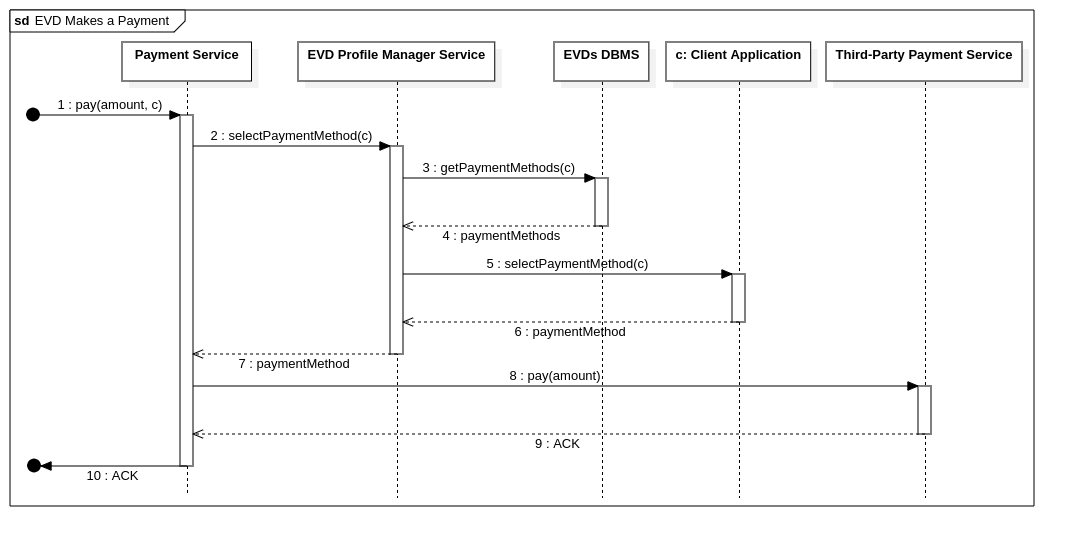 sd EVD Makes a Payment
Payment Service
EVD Profile Manager Service
EVDs DBMS
c: Client Application
Third-Party Payment Service
1 : pay(amount, c)
2 : selectPaymentMethod(c)
3 : getPaymentMethods(c)
4 : paymentMethods
5 : selectPaymentMethod(c)
6 : paymentMethod
7 : paymentMethod
8 : pay(amount)
9 : ACK
10 : ACK